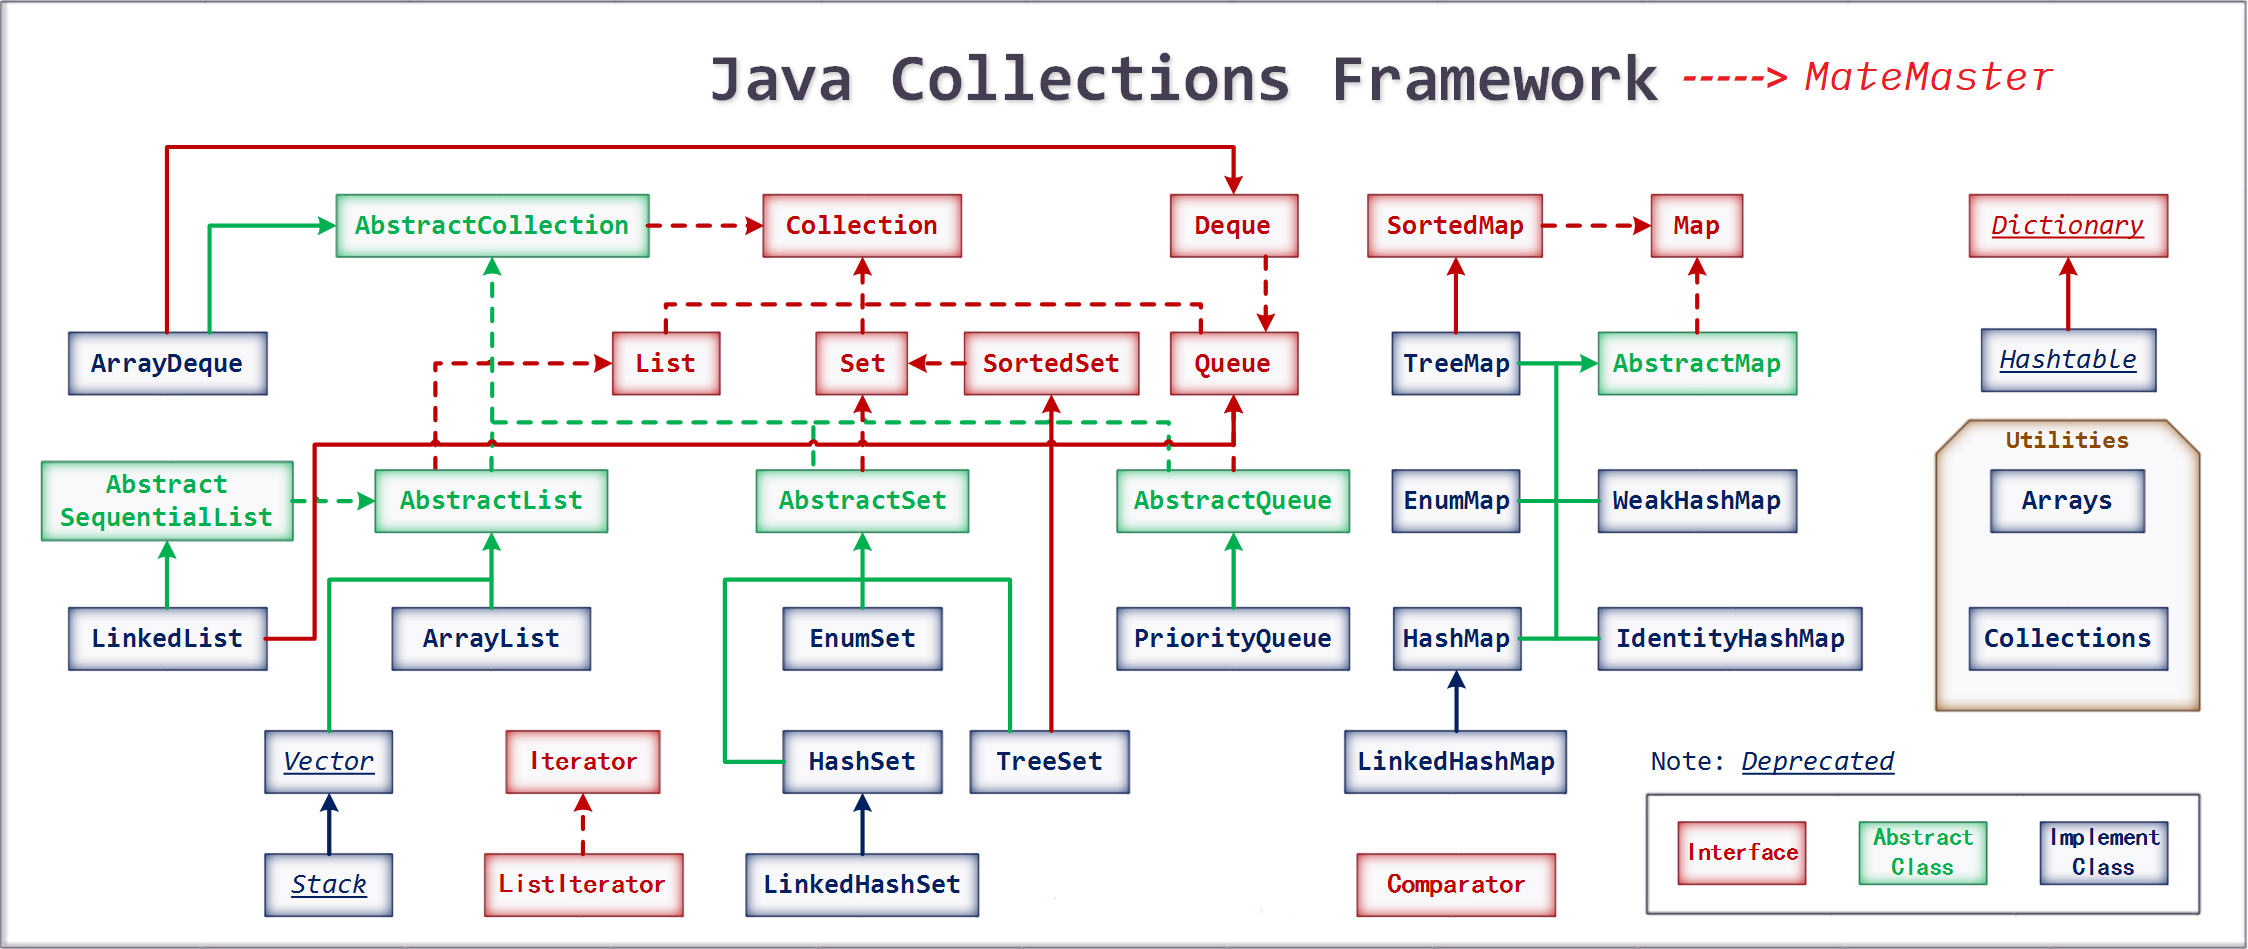 Java Collections Framework -----> MateMaster
AbstractCollection
Collection
Deque
SortedMap
Map
Dictionary
ArrayDeque
List
Set
SortedSet
Queue
TreeMap
AbstractMap
Hashtable
Utilities
Abstract
SequentialList
AbstractList
AbstractSet
AbstractQueue
EnumMap
WeakHashMap
Arrays
LinkedList
ArrayList
EnumSet
PriorityQueue
HashMap
IdentityHashMap
Collections
Vector
Iterator
HashSet
TreeSet
LinkedHashMap
Note: Deprecated
Stack
ListIterator
LinkedHashSet
Comparator
Interface
Abstract
Class
Implement
Class